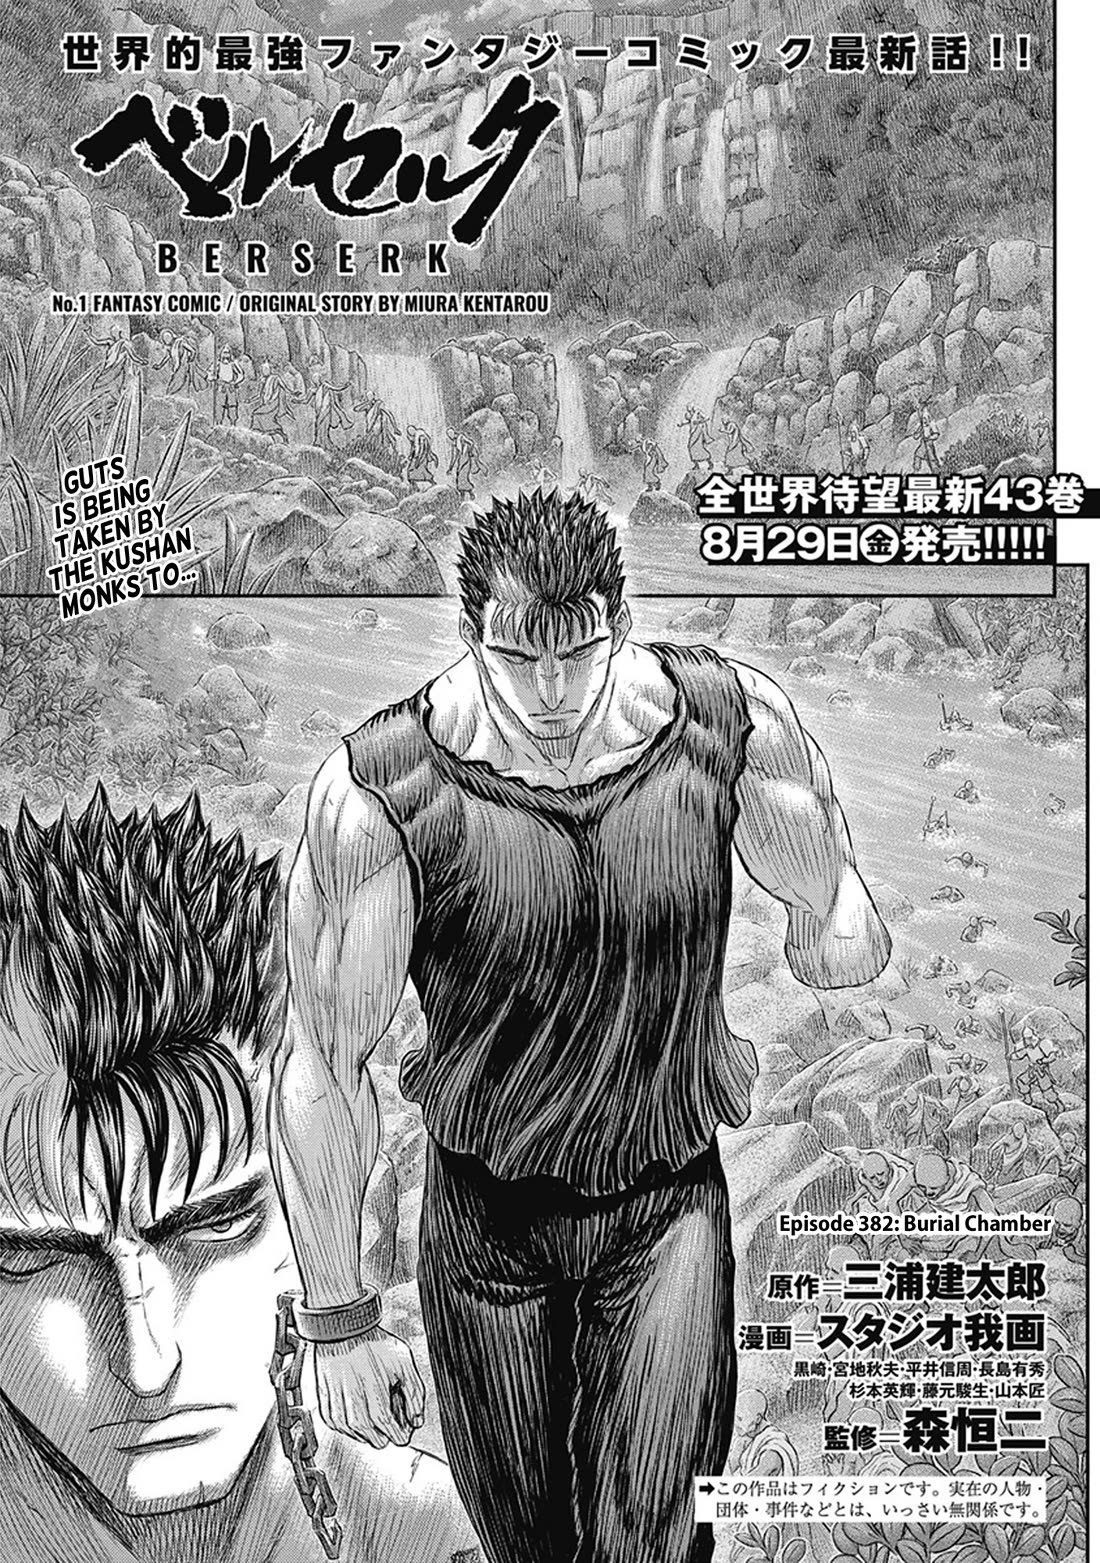 世界的最強ファンタジーコミック最新話!!
ベルセルク
BERSERK
No.1 FANTASY COMIC / ORIGINAL STORY BY MIURA KENTAROU
GUTS
IS BEING
TAKEN BY
THE KUSHAN
MONKS TO...
全世界待望最新43巻
8月29日㊎発売!!!!!
Episode 382: Burial Chamber
原作=三浦建太郎
漫画=スタジオ我画
黒崎・宮地秋夫・平井信周・長島有秀
杉本英輝・藤元駿生・山本匠
監修=森恒二
➡この作品はフィクションです。実在の人物・
団体・事件などとは、いっさい無関係です。